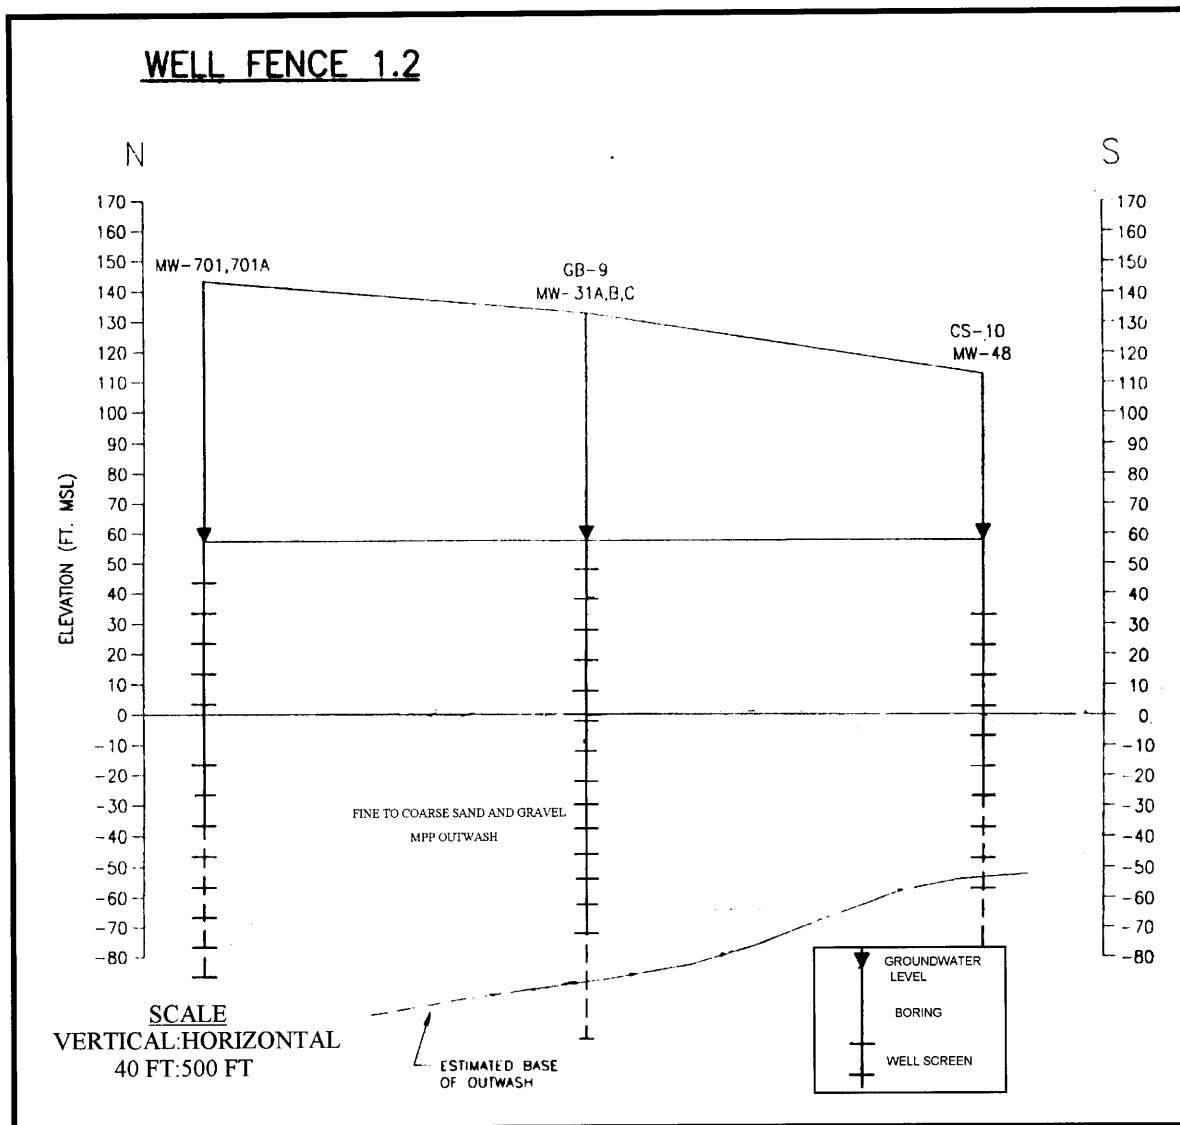 WELL FENCE 1.2
N
S
170
160
150
140
130
120
110
100
90
80
70
60
50
40
30
20
10
0
-10
-20
-30
-40
-50
-60
-70
-80
ELEVATION (FT. MSL)
MW-701,701A
GB-9
MW-31A,B,C
CS-10
MW-48
170
160
150
140
130
120
110
100
90
80
70
60
50
40
30
20
10
0
-10
-20
-30
-40
-50
-60
-70
-80
FINE TO COARSE SAND AND GRAVEL
MPP OUTWASH
GROUNDWATER
LEVEL
BORING
WELL SCREEN
SCALE
VERTICAL:HORIZONTAL
40 FT:500 FT
ESTIMATED BASE
OF OUTWASH